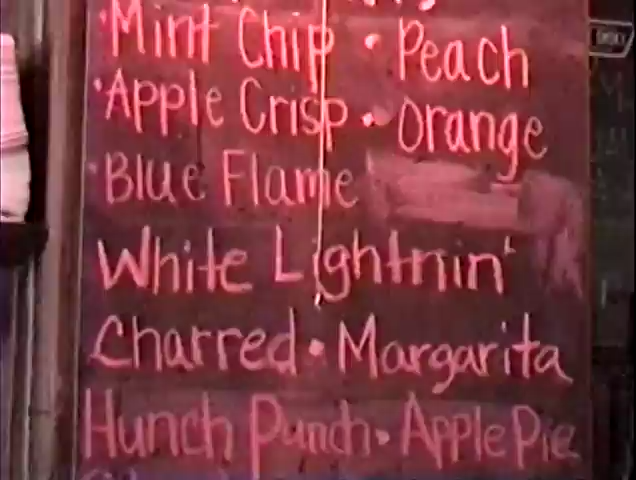 ·Mint Chip · Peach
·Apple Crisp · Orange
·Blue Flame
White Lightnin'
Charred · Margarita
Hunch Punch · Apple Pie